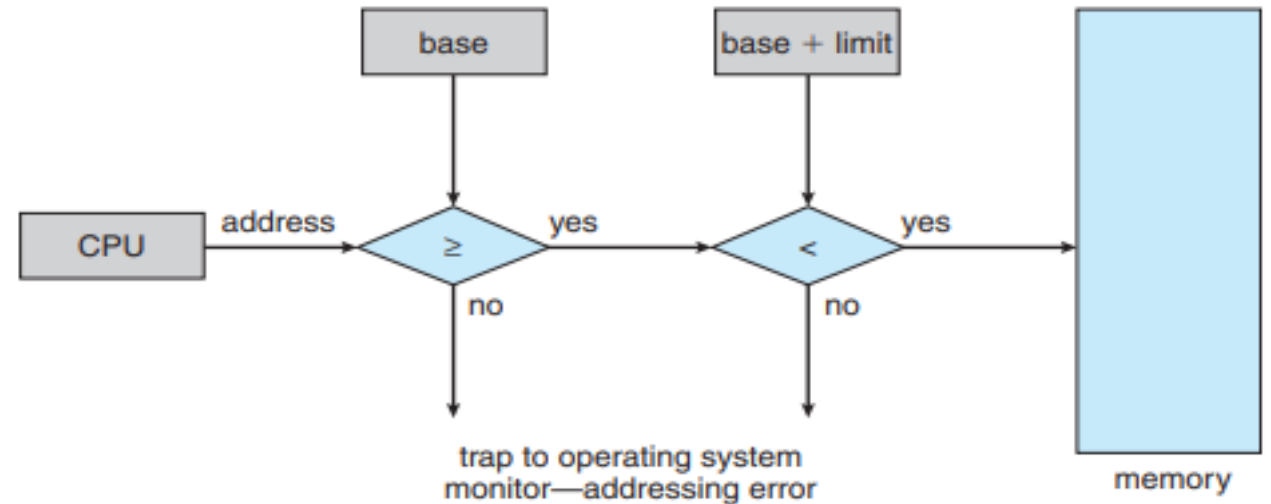 base
base + limit
CPU
address
≥
yes
<
yes
no
no
trap to operating system
monitor—addressing error
memory